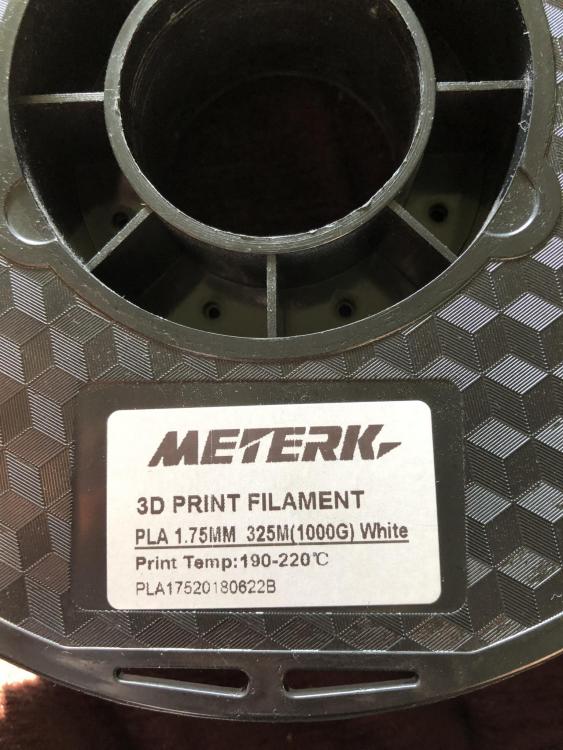 METERK
3D PRINT FILAMENT
PLA 1.75MM 325M(1000G) White
Print Temp:190-220℃
PLA17520180622B